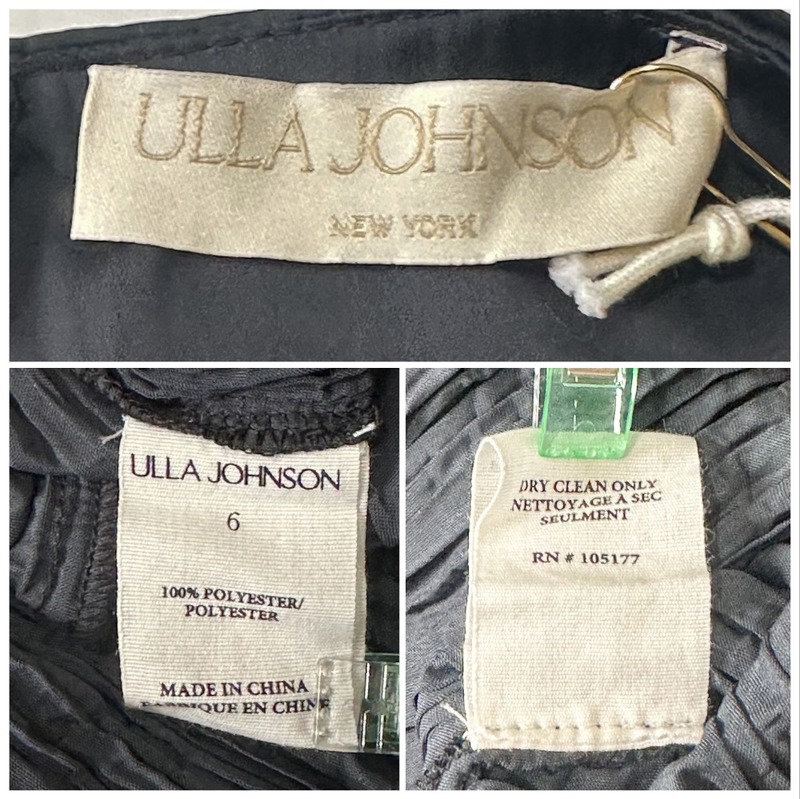 ULLA JOHNSON
NEW YORK
ULLA JOHNSON
6
100% POLYESTER/
POLYESTER
MADE IN CHINA
FABRIQUE EN CHINE
DRY CLEAN ONLY
NETTOYAGE À SEC
SEULMENT
RN # 105177